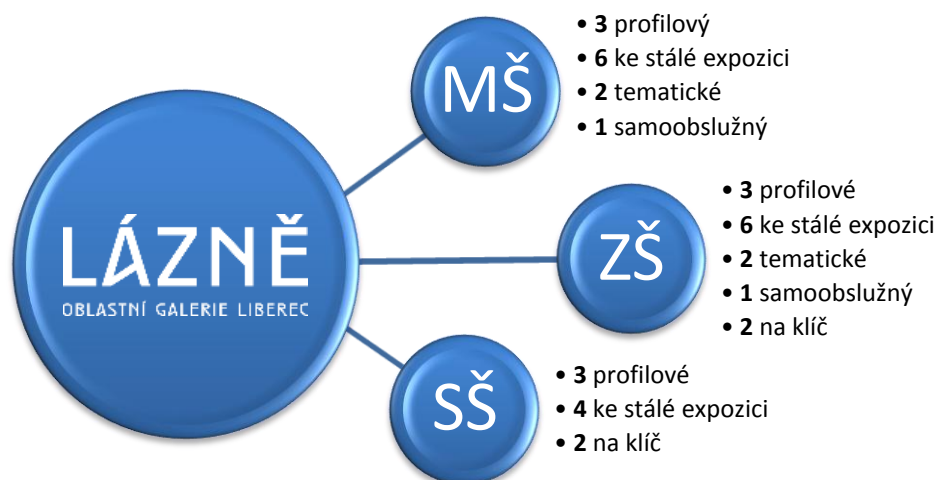 LÁZNĚ
OBLASTNÍ GALERIE LIBEREC
MŠ
• 3 profilový
• 6 ke stálé expozici
• 2 tematické
• 1 samoobslužný
ZŠ
• 3 profilové
• 6 ke stálé expozici
• 2 tematické
• 1 samoobslužný
• 2 na klíč
SŠ
• 3 profilové
• 4 ke stálé expozici
• 2 na klíč